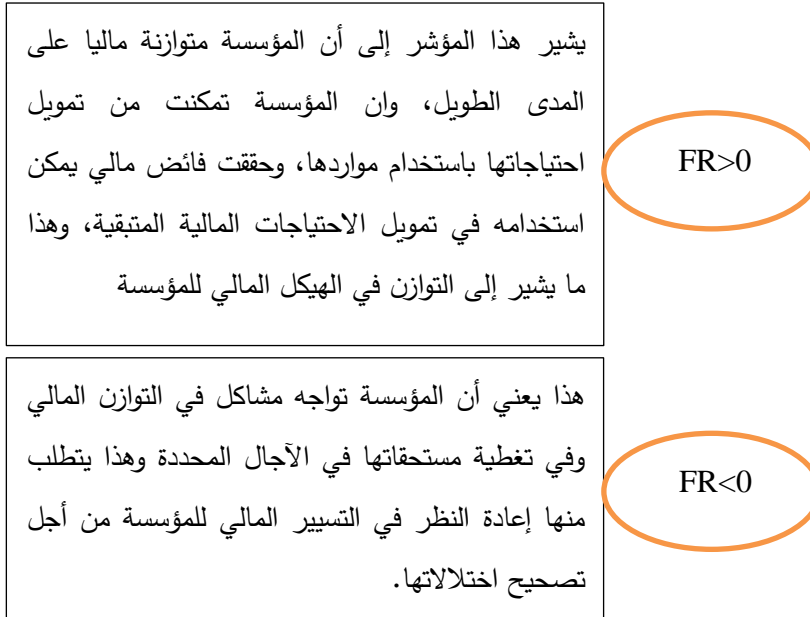 يشير هذا المؤشر إلى أن المؤسسة متوازنة ماليا على
المدى الطويل، وان المؤسسة تمكنت من تمويل
احتياجاتها باستخدام مواردها، وحققت فائض مالي يمكن
استخدامه في تمويل الاحتياجات المالية المتبقية، وهذا
ما يشير إلى التوازن في الهيكل المالي للمؤسسة
FR>0
هذا يعني أن المؤسسة تواجه مشاكل في التوازن المالي
وفي تغطية مستحقاتها في الآجال المحددة وهذا يتطلب
منها إعادة النظر في التسيير المالي للمؤسسة من أجل
تصحيح اختلالاتها.
FR<0